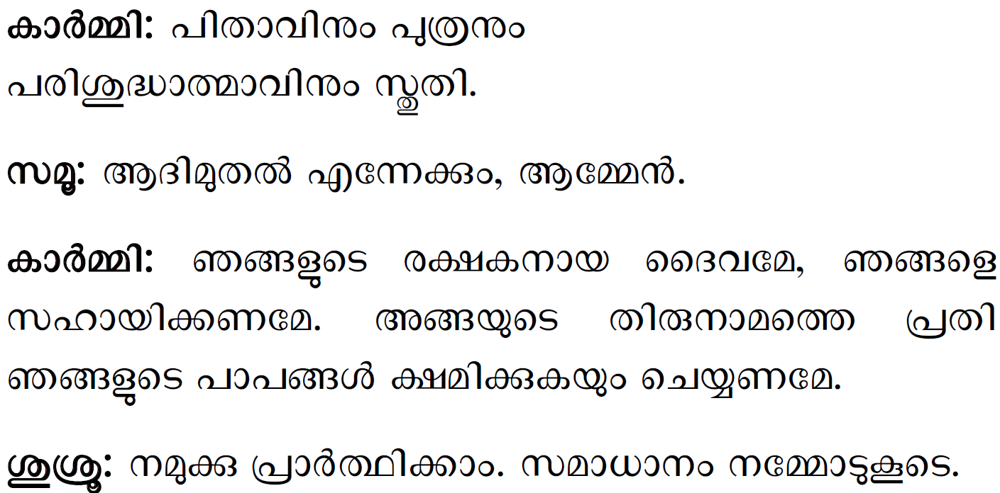 കാർമ്മി: പിതാവിനും പുത്രനും
പരിശുദ്ധാത്മാവിനും സ്തുതി.
സമൂ: ആദിമുതൽ എന്നേക്കും, ആമ്മേൻ.
കാർമ്മി: ഞങ്ങളുടെ രക്ഷകനായ ദൈവമേ, ഞങ്ങളെ
സഹായിക്കണമേ. അങ്ങയുടെ തിരുനാമത്തെ പ്രതി
ഞങ്ങളുടെ പാപങ്ങൾ ക്ഷമിക്കുകയും ചെയ്യണമേ.
ശുശ്രൂ: നമുക്കു പ്രാർത്ഥിക്കാം. സമാധാനം നമ്മോടുകൂടെ.